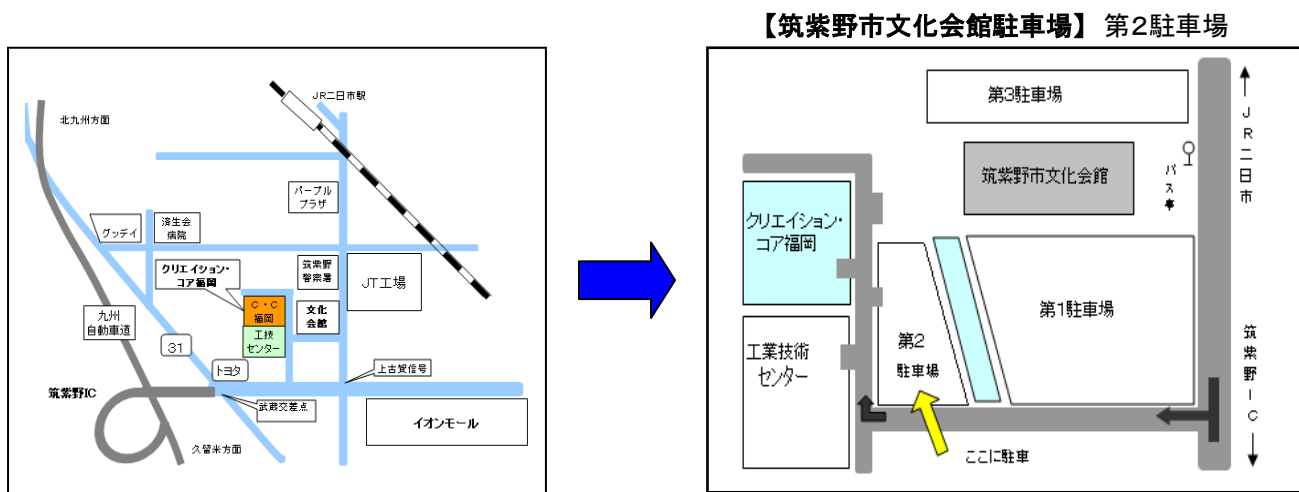 【筑紫野市文化会館駐車場】 第2駐車場
JR二日市駅
北九州方面
パープル
プラザ
グッデイ
済生会
病院
クリエイション・
コア福岡
筑紫野
警察署
JT工場
C・C
福岡
文化
会館
九州
自動車道
工技
センター
31
トヨタ
上古賀信号
筑紫野IC
武蔵交差点
イオンモール
久留米方面
第3駐車場
←JR二日市
筑紫野市文化会館
バス亭
クリエイション・
コア福岡
第1駐車場
第2
駐車場
工業技術
センター
筑紫野IC→
ここに駐車